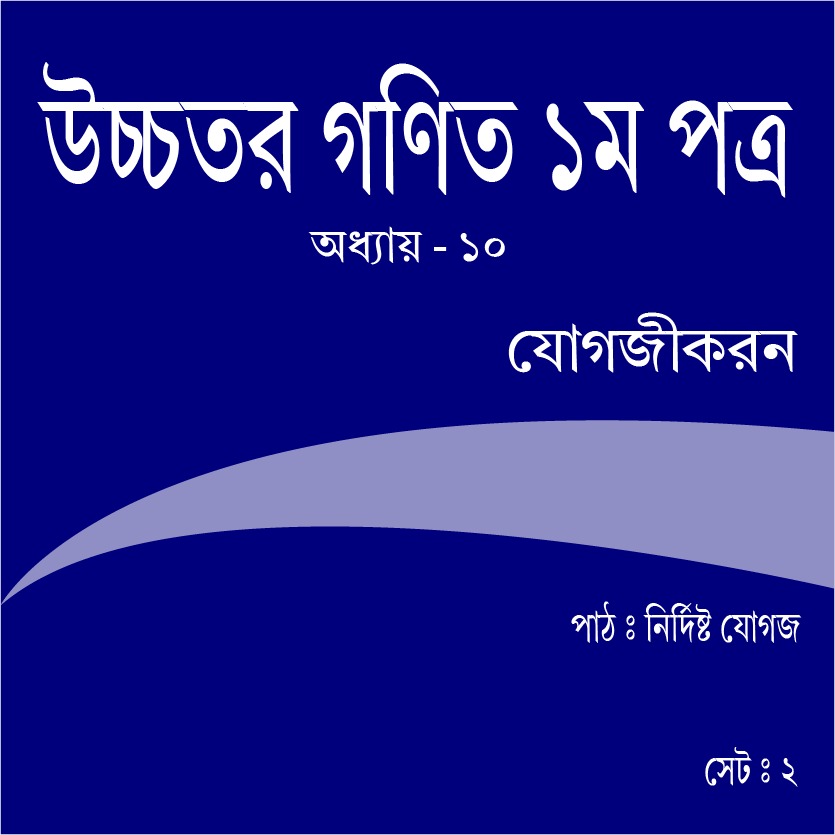 উচ্চতর গণিত ১ম পত্র
অধ্যায় - ১০
যোগজীকরন
পাঠ ঃ নির্দিষ্ট যোগজ
সেট ঃ ২